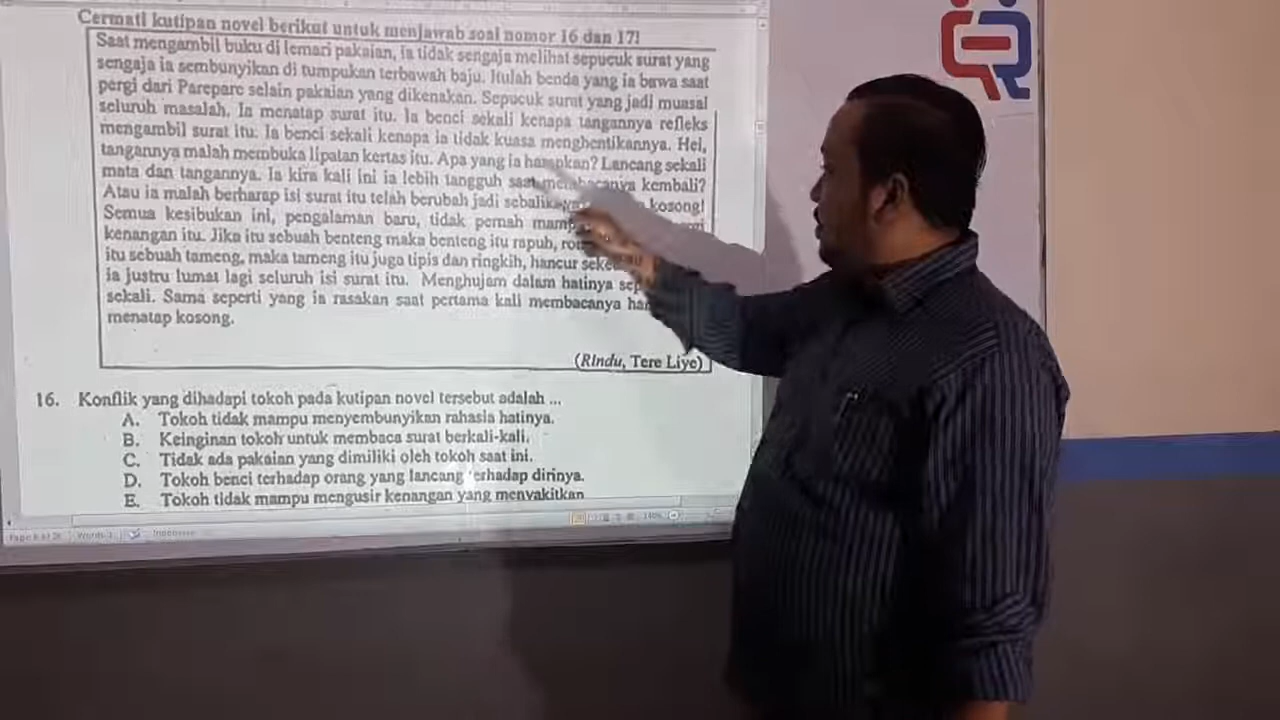 Cermati kutipan novel berikut untuk menjawab soal nomor 16 dan 17!
Saat mengambil buku di lemari pakaian, ia tidak sengaja melihat sepucuk surat yang
sengaja ia sembunyikan di tumpukan terbawah baju. Itulah benda yang ia bawa saat
pergi dari Parepare selain pakaian yang dikenakan. Sepucuk surat yang jadi muasal
seluruh masalah. Ia menatap surat itu. Ia benci sekali kenapa tangannya refleks
mengambil surat itu. Ia benci sekali kenapa ia tidak kuasa menghentikannya. Hei,
tangannya malah membuka lipatan kertas itu. Apa yang ia harapkan? Lancang sekali
mata dan tangannya. Ia kira kali ini ia lebih tangguh saat membacanya kembali?
Atau ia malah berharap isi surat itu telah berubah jadi kosong!
Semua kesibukan ini, pengalaman baru, tidak pernah
kenangan itu. Jika itu sebuah benteng maka benteng itu rapuh,
itu sebuah tameng, maka tameng itu juga tipis dan ringkih, hancur
ia justru lumat lagi seluruh isi surat itu. Menghujam dalam hatinya
sekali. Sama seperti yang ia rasakan saat pertama kali membacanya
menatap kosong.
(Rindu, Tere Liye)
16. Konflik yang dihadapi tokoh pada kutipan novel tersebut adalah ...
A. Tokoh tidak mampu menyembunyikan rahasia hatinya.
B. Keinginan tokoh untuk membaca surat berkali-kali.
C. Tidak ada pakaian yang dimiliki oleh tokoh saat ini.
D. Tokoh benci terhadap orang yang lancang terhadap dirinya.
E. Tokoh tidak mampu mengusir kenangan yang menyakitkan
Words: Indonesian 140%